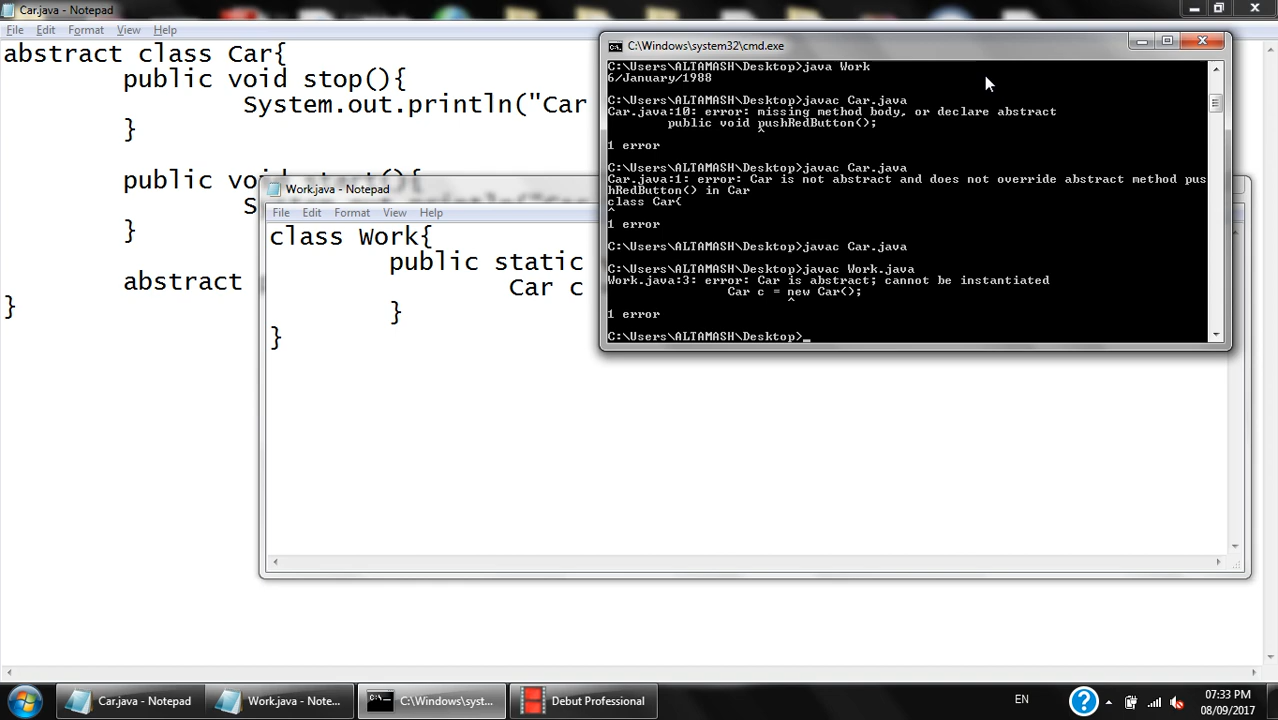 Car.java - Notepad
File Edit Format View Help
abstract class Car{
public void stop(){
System.out.println("Car
}
public void start(){
System.out.println("Car
}
abstract
}
Work.java - Notepad
File Edit Format View Help
class Work{
public static
Car c
}
}
C:\Windows\system32\cmd.exe
C:\Users\ALTAMASH\Desktop>java Work
6/January/1988
C:\Users\ALTAMASH\Desktop>javac Car.java
Car.java:10: error: missing method body, or declare abstract
public void pushRedButton();
^
1 error
C:\Users\ALTAMASH\Desktop>javac Car.java
Car.java:1: error: Car is not abstract and does not override abstract method pus
hRedButton() in Car
class Car{
^
1 error
C:\Users\ALTAMASH\Desktop>javac Car.java
C:\Users\ALTAMASH\Desktop>javac Work.java
Work.java:3: error: Car is abstract; cannot be instantiated
Car c = new Car();
^
1 error
C:\Users\ALTAMASH\Desktop>_
Car.java - Notepad
Work.java - Note...
C:\Windows\syst...
Debut Professional
EN
07:33 PM
08/09/2017